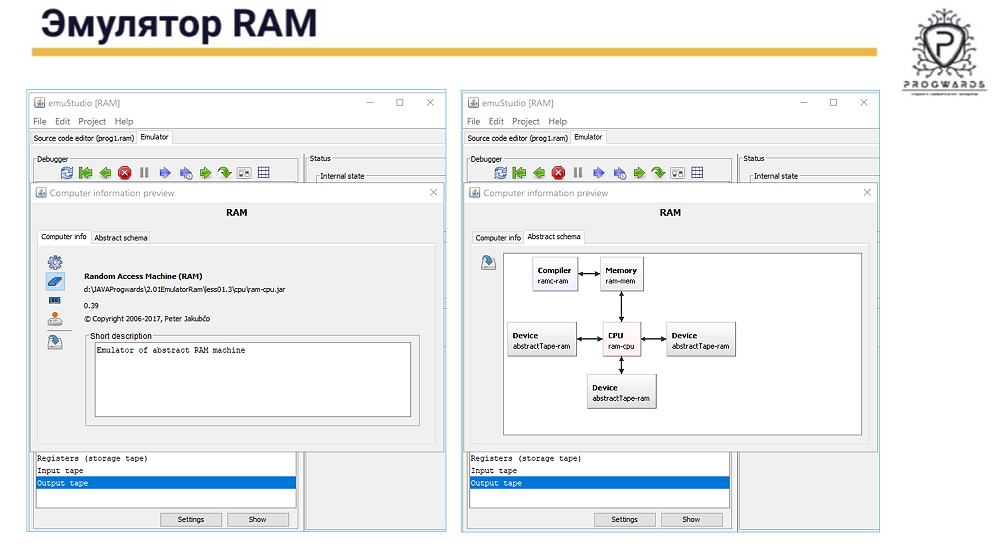 Эмулятор RAM
PROGWARDS
emuStudio [RAM]
File Edit Project Help
Source code editor (prog1.ram) Emulator
Debugger
Status
Internal state
Computer information preview
RAM
Computer info Abstract schema
Random Access Machine (RAM)
d:\JAVAProgwards\2.01EmulatorRam\less01.3\cpu\ram-cpu.jar
0.39
© Copyright 2006-2017, Peter Jakubčo
Short description
Emulator of abstract RAM machine
Registers (storage tape)
Input tape
Output tape
Settings Show
emuStudio [RAM]
File Edit Project Help
Source code editor (prog1.ram) Emulator
Debugger
Status
Internal state
Computer information preview
RAM
Computer info Abstract schema
Compiler
ramc-ram
Memory
ram-mem
Device
abstractTape-ram
CPU
ram-cpu
Device
abstractTape-ram
Device
abstractTape-ram
Registers (storage tape)
Input tape
Output tape
Settings Show